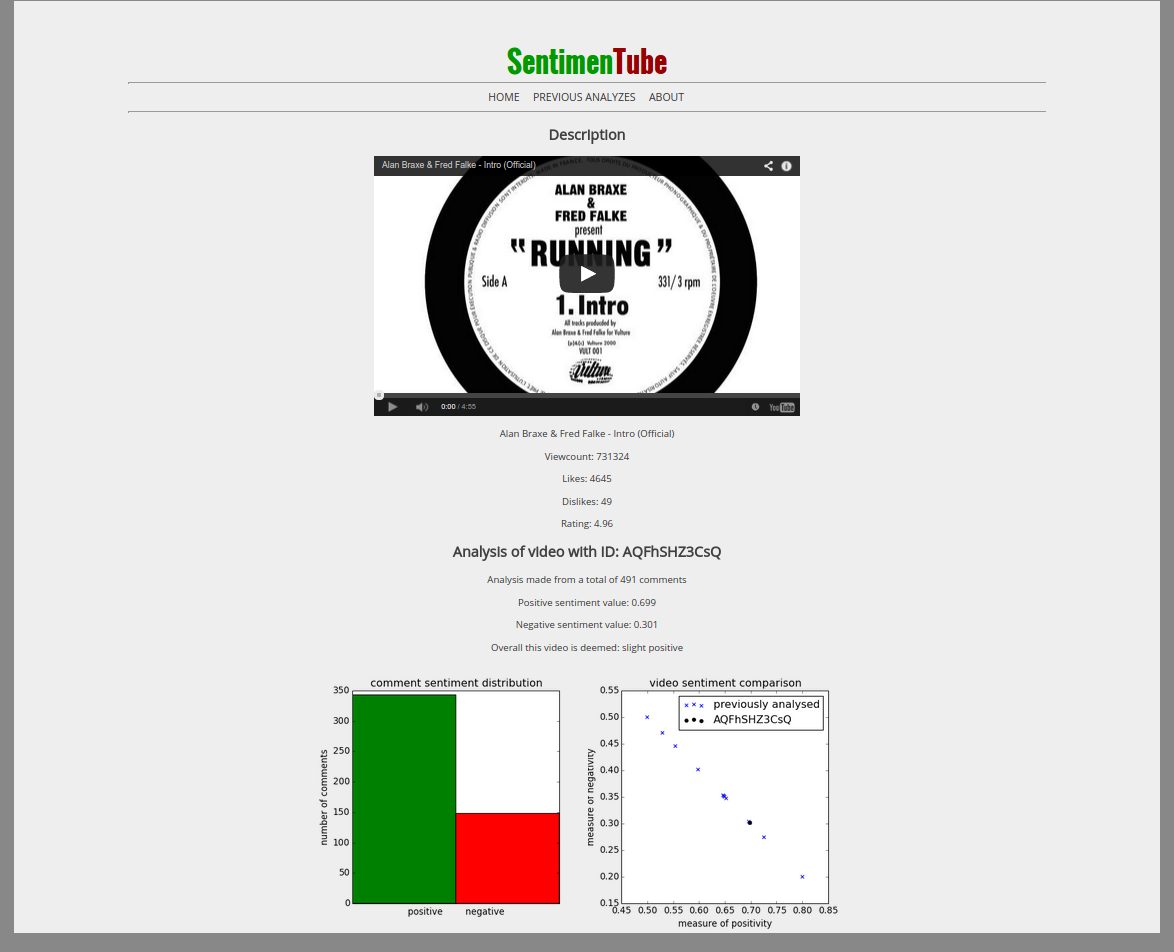 SentimenTube
HOME PREVIOUS ANALYZES ABOUT
Description
Alan Braxe & Fred Falke - Intro (Official)
ALAN BRAXE
&
FRED FALKE
present
"RUNNING"
Side A
331/3 rpm
1. Intro
All tracks producded by
Alan Braxe & Fred Falke for Vulture
(p)&(c) Vulture 2000
VULT 001
Vulture
0:00 / 4:55
YouTube
Alan Braxe & Fred Falke - Intro (Official)
Viewcount: 731324
Likes: 4645
Dislikes: 49
Rating: 4.96
Analysis of video with ID: AQFhSHZ3CsQ
Analysis made from a total of 491 comments
Positive sentiment value: 0.699
Negative sentiment value: 0.301
Overall this video is deemed: slight positive
comment sentiment distribution
350
300
250
200
150
100
50
0
number of comments
positive negative
video sentiment comparison
previously analysed
AQFhSHZ3CsQ
0.55
0.50
0.45
0.40
0.35
0.30
0.25
0.20
0.15
measure of negativity
0.45 0.50 0.55 0.60 0.65 0.70 0.75 0.80 0.85
measure of positivity